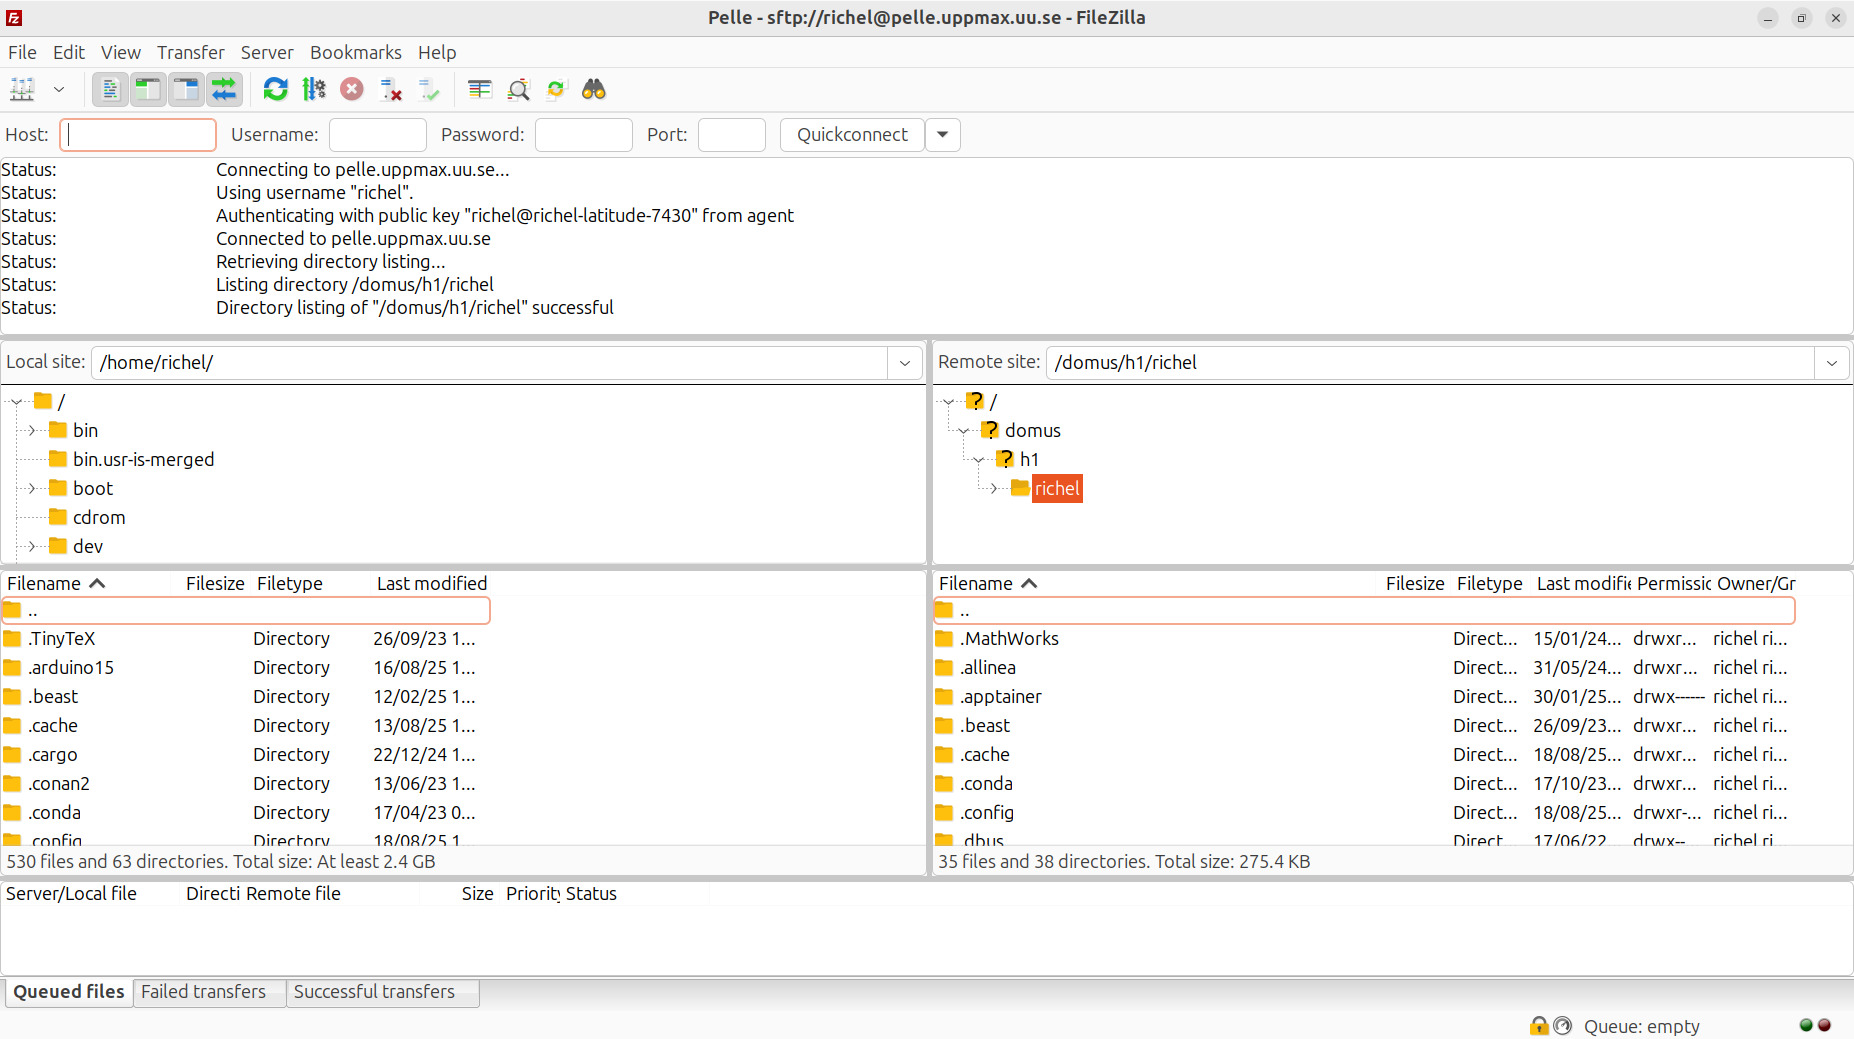 Pelle - sftp://richel@pelle.uppmax.uu.se - FileZilla
File Edit View Transfer Server Bookmarks Help
Host: Username: Password: Port: Quickconnect
Status: Connecting to pelle.uppmax.uu.se...
Status: Using username "richel".
Status: Authenticating with public key "richel@richel-latitude-7430" from agent
Status: Connected to pelle.uppmax.uu.se
Status: Retrieving directory listing...
Status: Listing directory /domus/h1/richel
Status: Directory listing of "/domus/h1/richel" successful
Local site: /home/richel/
/
bin
bin.usr-is-merged
boot
cdrom
dev
Remote site: /domus/h1/richel
/
domus
h1
richel
Filename Filesize Filetype Last modified
..
.TinyTeX Directory 26/09/23 1...
.arduino15 Directory 16/08/25 1...
.beast Directory 12/02/25 1...
.cache Directory 13/08/25 1...
.cargo Directory 22/12/24 1...
.conan2 Directory 13/06/23 1...
.conda Directory 17/04/23 0...
.config Directory 18/08/25 1...
530 files and 63 directories. Total size: At least 2.4 GB
Filename Filesize Filetype Last modifie Permissic Owner/Gr
..
.MathWorks Direct... 15/01/24... drwxr... richel ri...
.allinea Direct... 31/05/24... drwxr... richel ri...
.apptainer Direct... 30/01/25... drwx------ richel ri...
.beast Direct... 26/09/23... drwxr... richel ri...
.cache Direct... 18/08/25... drwxr... richel ri...
.conda Direct... 17/10/23... drwxr... richel ri...
.config Direct... 18/08/25... drwxr-... richel ri...
.dbus Direct... 17/06/22... drwx--... richel ri...
35 files and 38 directories. Total size: 275.4 KB
Server/Local file Directi Remote file Size Priority Status
Queued files Failed transfers Successful transfers
Queue: empty